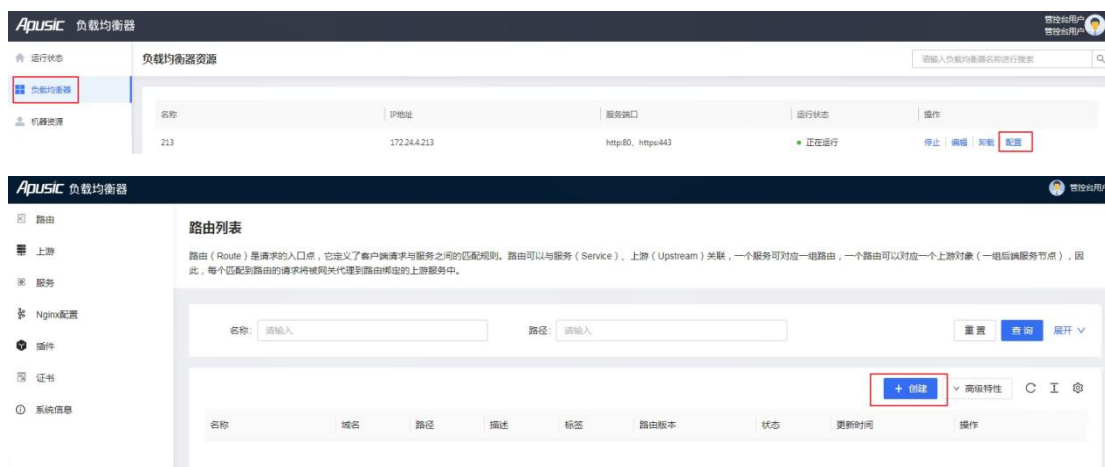 Apusic 负载均衡器
管控台用户
管控台用户
运行状态
负载均衡器资源
请输入负载均衡器名称进行搜索
负载均衡器
机器资源
名称 IP地址 服务端口 运行状态 操作
213 172.24.4.213 http:80、https:443 正在运行 停止 编辑 卸载 配置
Apusic 负载均衡器
管控台用户
路由
上游
服务
Nginx配置
插件
证书
系统信息
路由列表
路由(Route)是请求的入口点,它定义了客户端请求与服务之间的匹配规则。路由可以与服务(Service)、上游(Upstream)关联,一个服务可对应一组路由,一个路由可以对应一个上游对象(一组后端服务节点),因
此,每个匹配到路由的请求将被网关代理到路由绑定的上游服务中。
名称: 请输入 路径: 请输入 重置 查询 展开
+ 创建 高级特性
名称 域名 路径 描述 标签 路由版本 状态 更新时间 操作